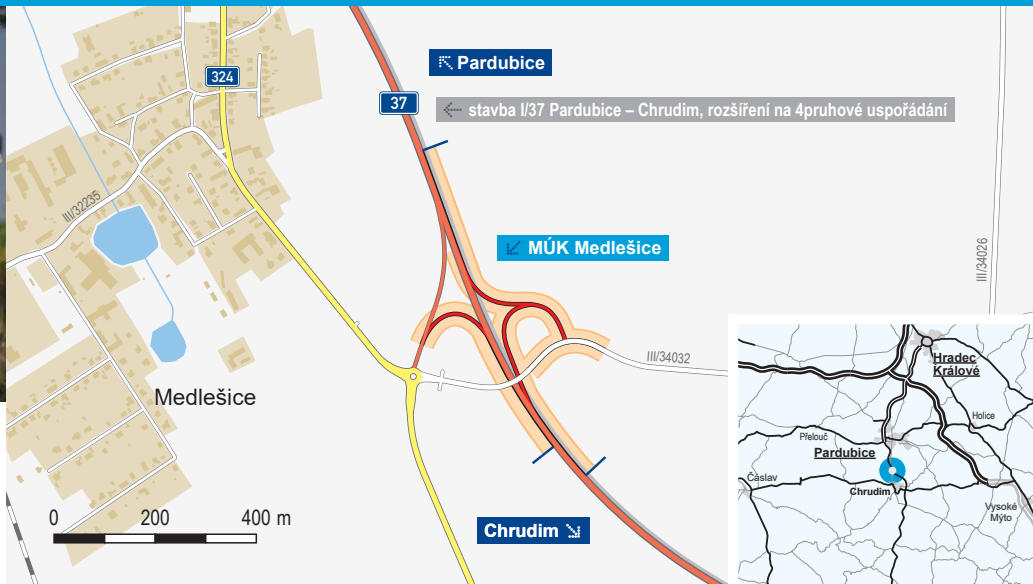 324
Pardubice
37
stavba I/37 Pardubice – Chrudim, rozšíření na 4pruhové uspořádání
III/32235
MÚK Medlešice
III/34026
III/34032
Medlešice
0 200 400 m
Chrudim
Hradec
Králové
Holice
Přelouč
Pardubice
Čáslav
Chrudim
Vysoké
Mýto